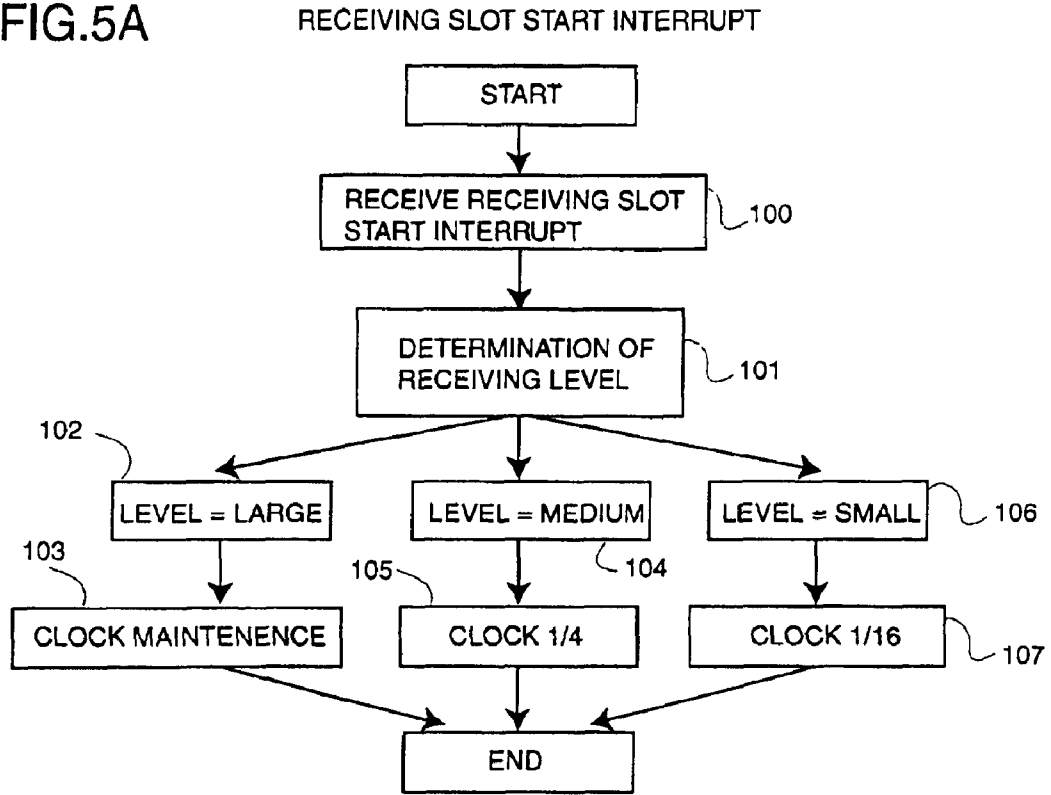 FIG.5A
RECEIVING SLOT START INTERRUPT
START
RECEIVE RECEIVING SLOT
START INTERRUPT
100
DETERMINATION OF
RECEIVING LEVEL
101
102
LEVEL = LARGE
LEVEL = MEDIUM
104
LEVEL = SMALL
106
103
CLOCK MAINTENENCE
105
CLOCK 1/4
CLOCK 1/16
107
END